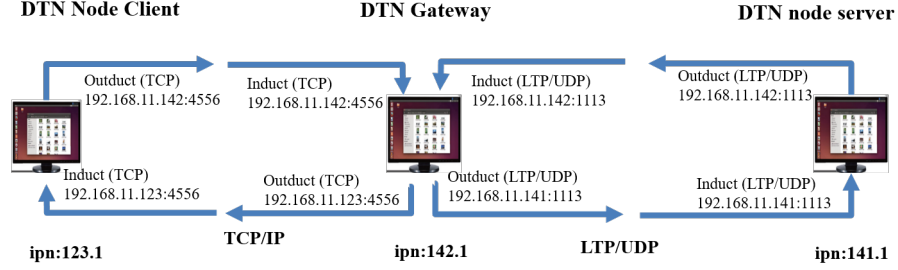 DTN Node Client
DTN Gateway
DTN node server
Outduct (TCP)
192.168.11.142:4556
Induct (TCP)
192.168.11.142:4556
Induct (LTP/UDP)
192.168.11.142:1113
Outduct (LTP/UDP)
192.168.11.142:1113
Induct (TCP)
192.168.11.123:4556
Outduct (TCP)
192.168.11.123:4556
Outduct (LTP/UDP)
192.168.11.141:1113
Induct (LTP/UDP)
192.168.11.141:1113
TCP/IP
LTP/UDP
ipn:123.1
ipn:142.1
ipn:141.1